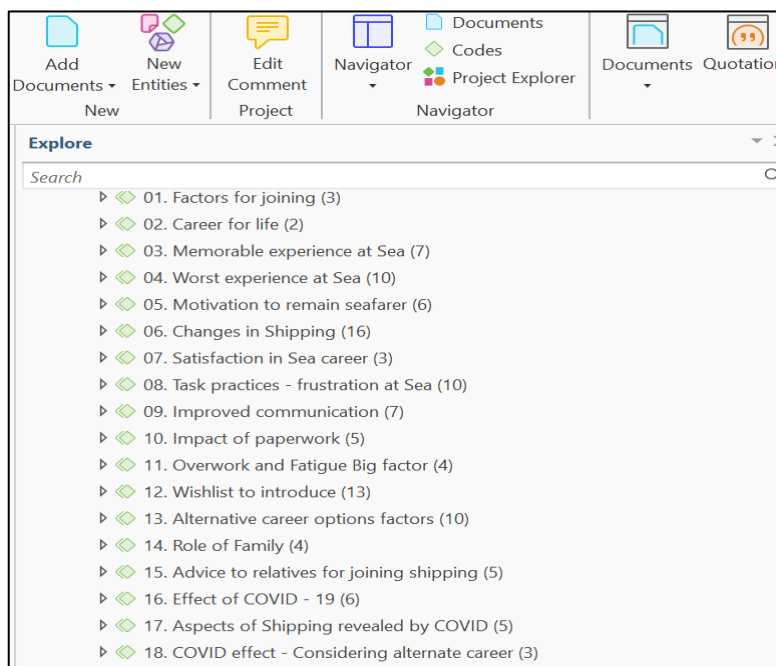 Add Documents
New Entities
New
Edit Comment
Project
Navigator
Documents
Codes
Project Explorer
Navigator
Documents
Quotation
Explore
Search
01. Factors for joining (3)
02. Career for life (2)
03. Memorable experience at Sea (7)
04. Worst experience at Sea (10)
05. Motivation to remain seafarer (6)
06. Changes in Shipping (16)
07. Satisfaction in Sea career (3)
08. Task practices - frustration at Sea (10)
09. Improved communication (7)
10. Impact of paperwork (5)
11. Overwork and Fatigue Big factor (4)
12. Wishlist to introduce (13)
13. Alternative career options factors (10)
14. Role of Family (4)
15. Advice to relatives for joining shipping (5)
16. Effect of COVID - 19 (6)
17. Aspects of Shipping revealed by COVID (5)
18. COVID effect - Considering alternate career (3)